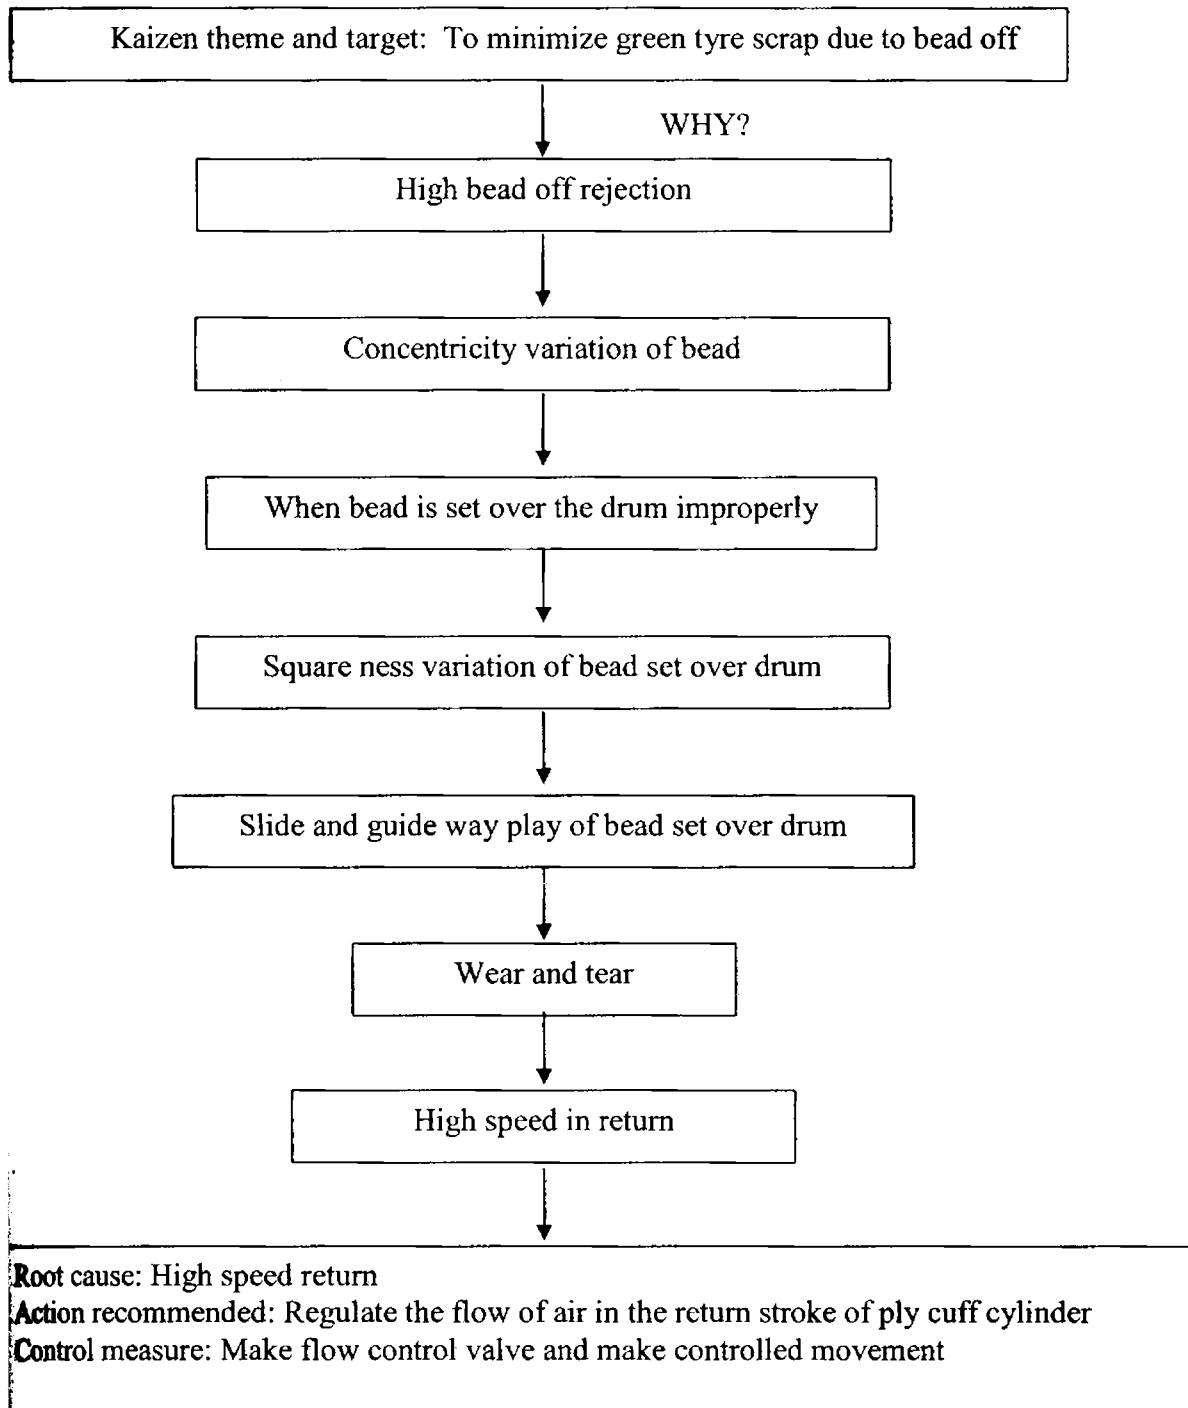 Kaizen theme and target: To minimize green tyre scrap due to bead off
WHY?
High bead off rejection
Concentricity variation of bead
When bead is set over the drum improperly
Square ness variation of bead set over drum
Slide and guide way play of bead set over drum
Wear and tear
High speed in return
Root cause: High speed return
Action recommended: Regulate the flow of air in the return stroke of ply cuff cylinder
Control measure: Make flow control valve and make controlled movement